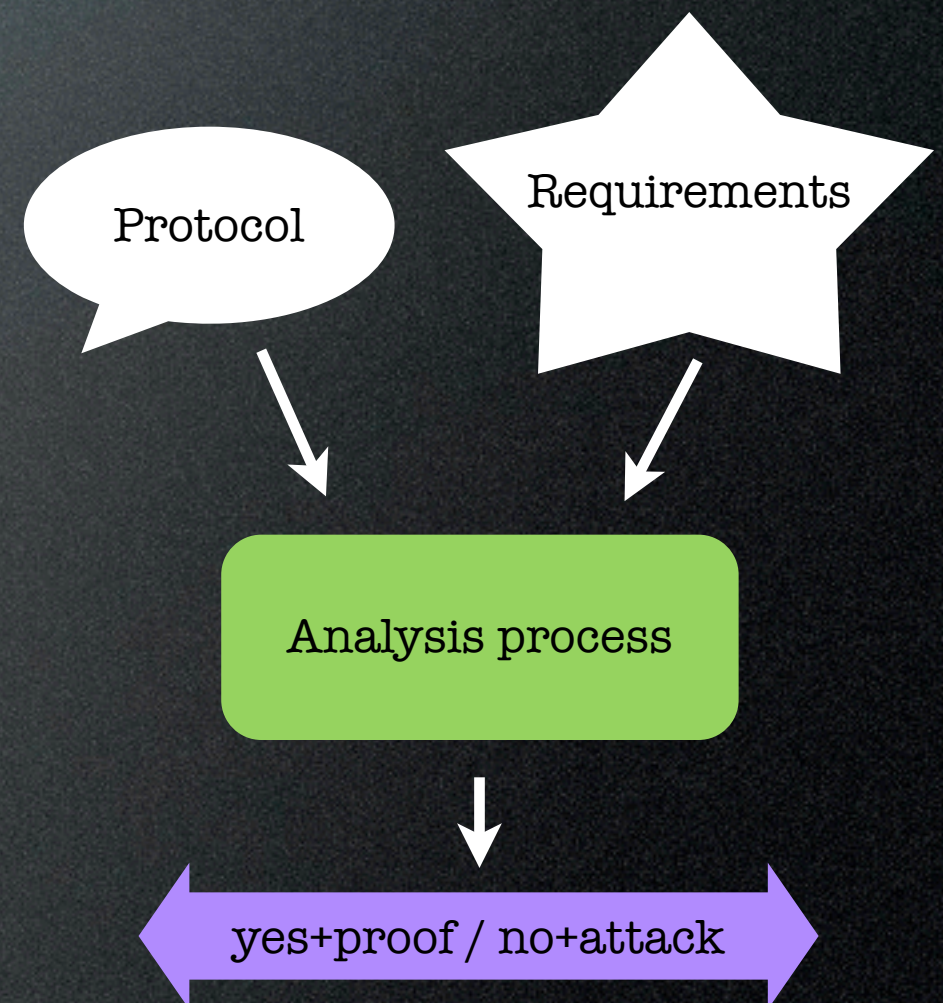 Protocol
Requirements
Analysis process
yes+proof / no+attack